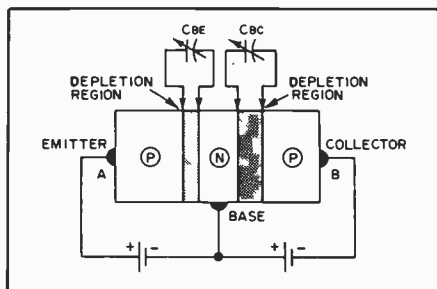 CBE CBC
DEPLETION REGION
DEPLETION REGION
EMITTER P N P COLLECTOR
A B
BASE
+ - + -